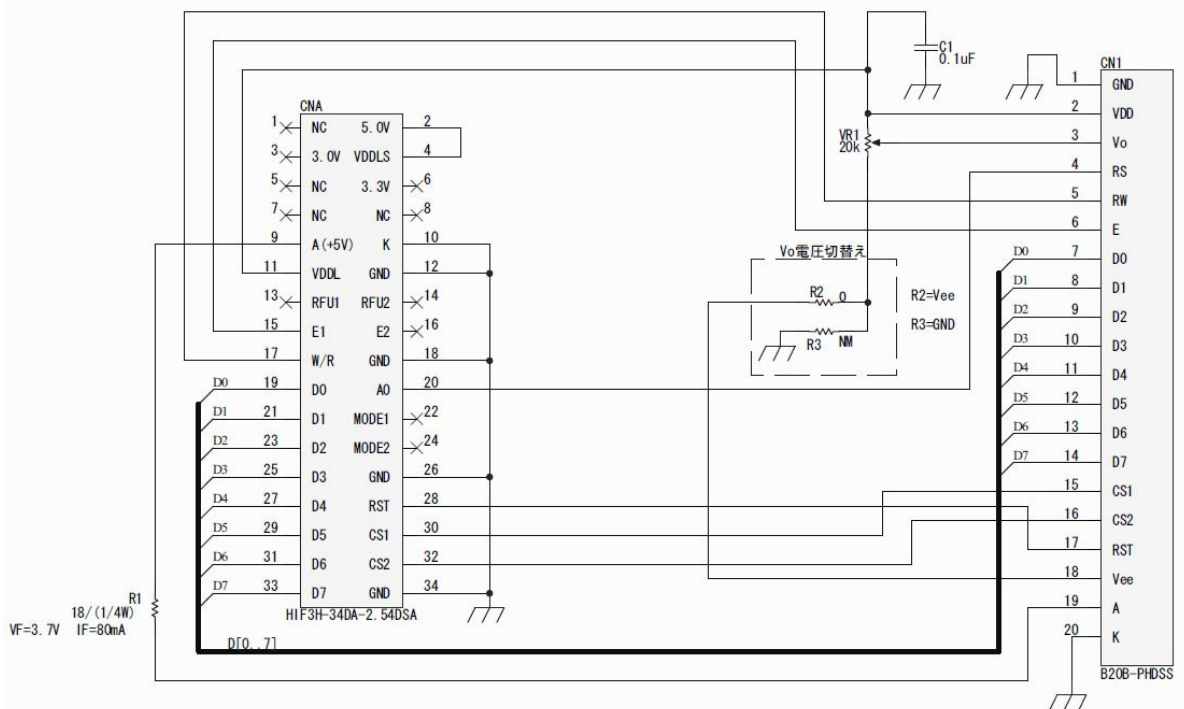 C1
0.1uF
CN1
1 GND
2 VDD
VR1
20k
3 Vo
4 RS
5 RW
6 E
D0 7 D0
D1 8 D1
D2 9 D2
D3 10 D3
D4 11 D4
D5 12 D5
D6 13 D6
D7 14 D7
15 CS1
16 CS2
17 RST
18 Vee
19 A
20 K
B20B-PHDSS
CNA
1 NC 5.0V 2
3 3.0V VDDLS 4
5 NC 3.3V 6
7 NC NC 8
9 A(+5V) K 10
11 VDDL GND 12
13 RFU1 RFU2 14
15 E1 E2 16
17 W/R GND 18
D0 19 D0 A0 20
D1 21 D1 MODE1 22
D2 23 D2 MODE2 24
D3 25 D3 GND 26
D4 27 D4 RST 28
D5 29 D5 CS1 30
D6 31 D6 CS2 32
D7 33 D7 GND 34
HIF3H-34DA-2.54DSA
Vo電圧切替え
R2 0
R2=Vee
R3 NM
R3=GND
R1
18/(1/4W)
VF=3.7V IF=80mA
D[0..7]